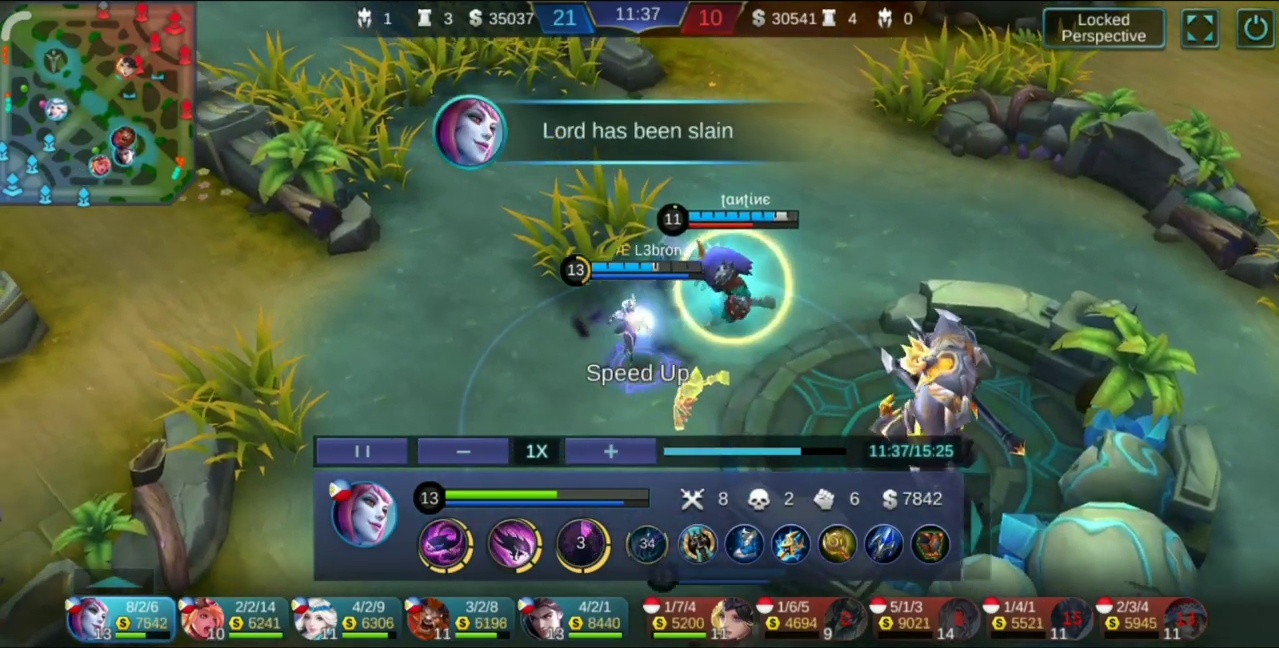 1 3 $ 35037 21 11:37 10 $ 30541 4 0
Locked
Perspective
Lord has been slain
11
ʈɑиʈiиє
13 Æ L3bron
Speed Up
1X
11:37/15:25
13 8 2 6 $ 7842
3 34
8/2/6 2/2/14 4/2/9 3/2/8 4/2/1 1/7/4 1/6/5 5/1/3 1/4/1 2/3/4
7842 6241 6306 5198 8440 5200 4694 9021 5521 5945
13 10 11 11 13 11 9 14 11 11